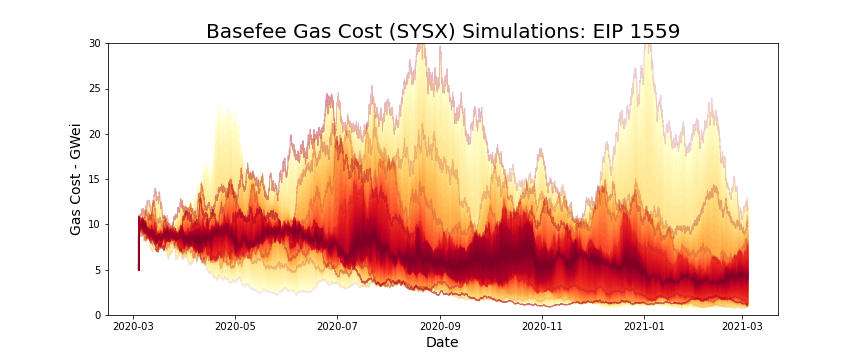 Basefee Gas Cost (SYSX) Simulations: EIP 1559
30
25
20
15
10
5
0
Gas Cost - GWei
2020-03 2020-05 2020-07 2020-09 2020-11 2021-01 2021-03
Date